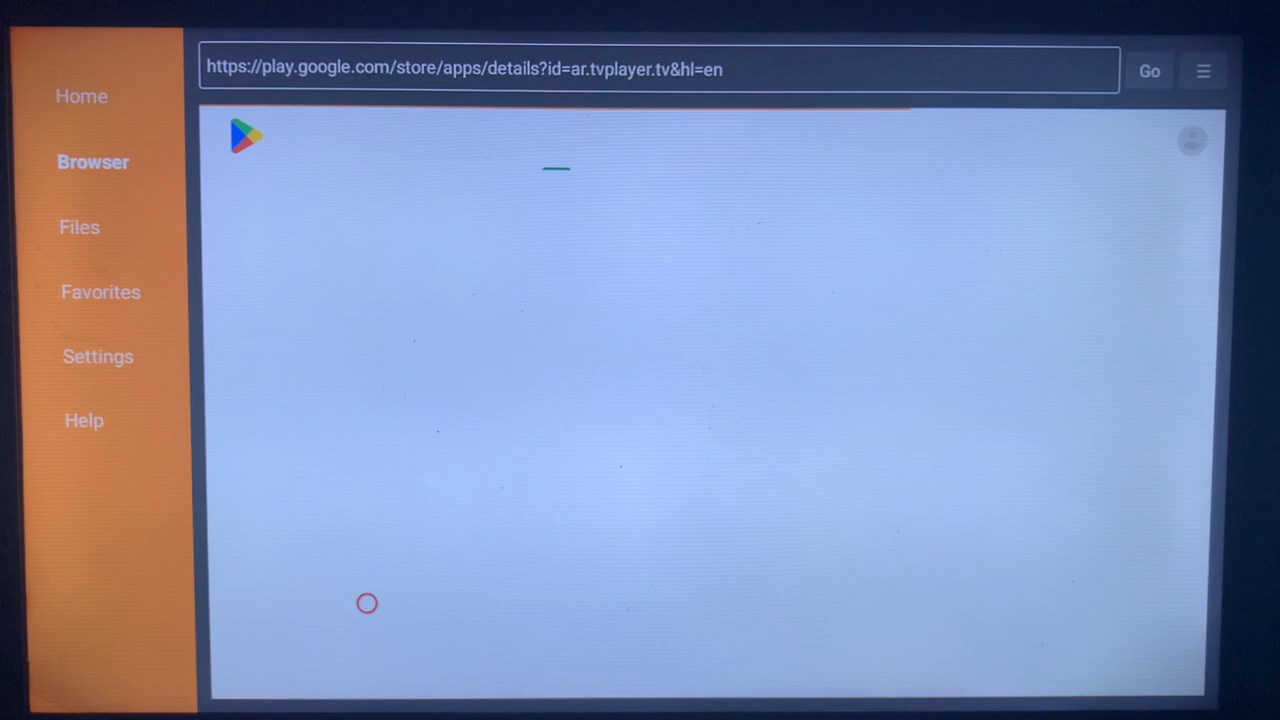 https://play.google.com/store/apps/details?id=ar.tvplayer.tv&hl=en
Go
Home
Browser
Files
Favorites
Settings
Help